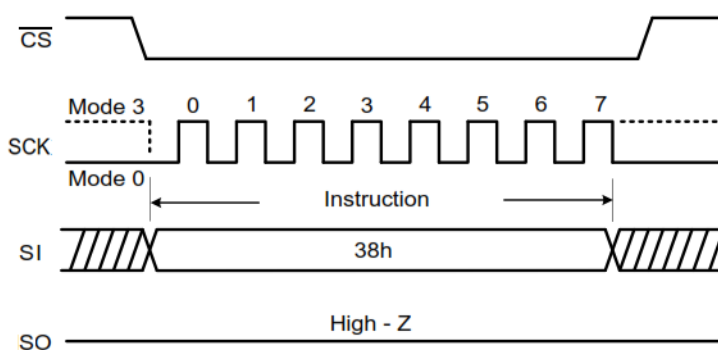 CS
Mode 3 0 1 2 3 4 5 6 7
SCK
Mode 0
Instruction
SI 38h
High - Z
SO